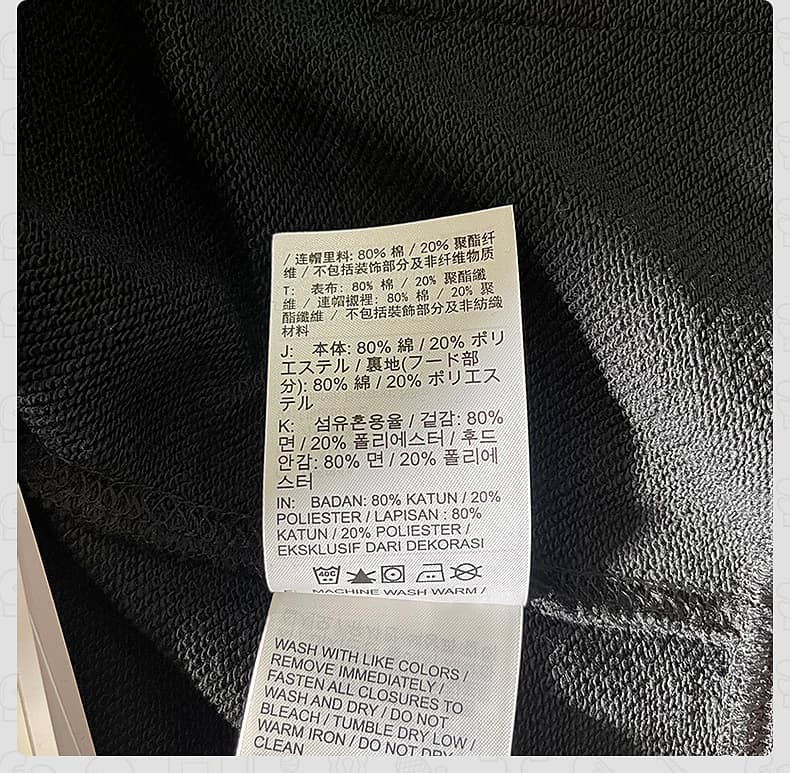 / 连帽里料: 80% 棉 / 20% 聚酯纤
维 / 不包括装饰部分及非纤维物质
T: 表布: 80% 棉 / 20% 聚酯纖
維 / 連帽襯裡: 80% 棉 / 20% 聚
酯纖維 / 不包括裝飾部分及非紡織
材料
J: 本体: 80% 綿 / 20% ポリ
エステル / 裏地(フード部
分): 80% 綿 / 20% ポリエス
テル
K: 섬유혼용율 / 겉감: 80%
면 / 20% 폴리에스터 / 후드
안감: 80% 면 / 20% 폴리에
스터
IN: BADAN: 80% KATUN / 20%
POLIESTER / LAPISAN : 80%
KATUN / 20% POLIESTER /
EKSKLUSIF DARI DEKORASI
40C
MACHINE WASH WARM /
WASH WITH LIKE COLORS /
REMOVE IMMEDIATELY /
FASTEN ALL CLOSURES TO
WASH AND DRY / DO NOT
BLEACH / TUMBLE DRY LOW /
WARM IRON / DO NOT DRY
CLEAN